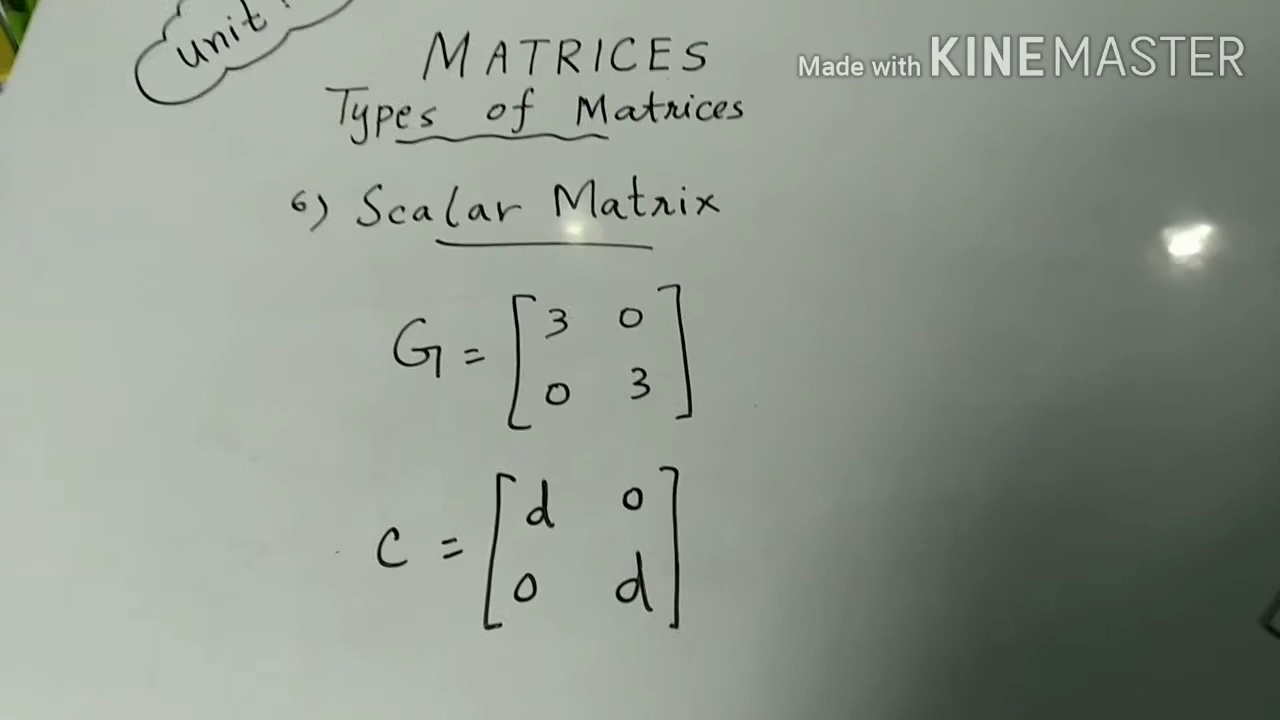 unit
MATRICES
Made with KINEMASTER
Types of Matrices
6) Scalar Matrix
G = [3 0
0 3]
C = [d 0
0 d]